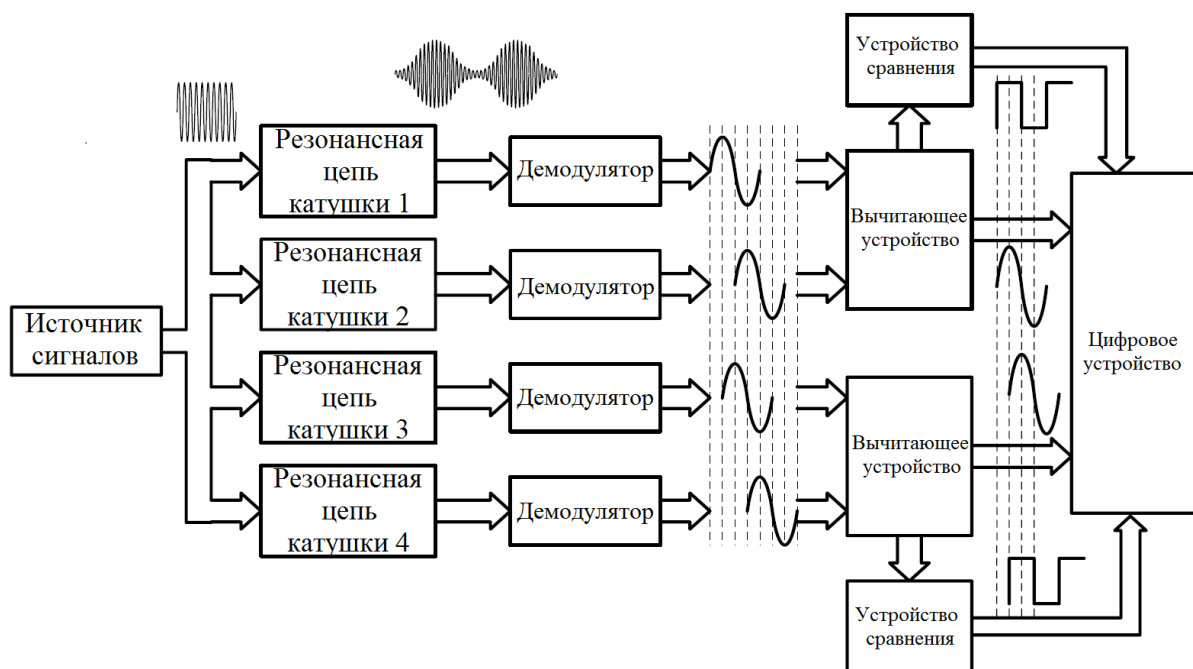 Устройство
сравнения
Резонансная
цепь
катушки 1
Демодулятор
Вычитающее
устройство
Резонансная
цепь
катушки 2
Демодулятор
Источник
сигналов
Цифровое
устройство
Резонансная
цепь
катушки 3
Демодулятор
Вычитающее
устройство
Резонансная
цепь
катушки 4
Демодулятор
Устройство
сравнения